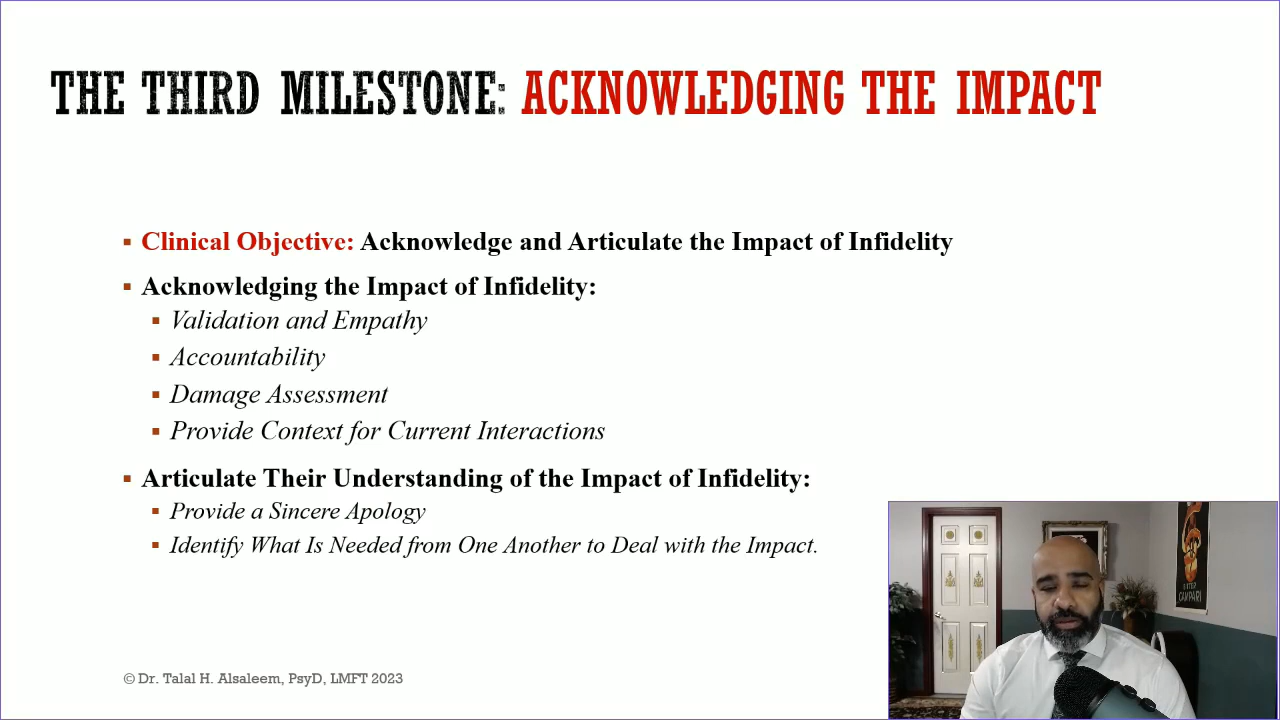 THE THIRD MILESTONE: ACKNOWLEDGING THE IMPACT
Clinical Objective: Acknowledge and Articulate the Impact of Infidelity
Acknowledging the Impact of Infidelity:
Validation and Empathy
Accountability
Damage Assessment
Provide Context for Current Interactions
Articulate Their Understanding of the Impact of Infidelity:
Provide a Sincere Apology
Identify What Is Needed from One Another to Deal with the Impact.
© Dr. Talal H. Alsaleem, PsyD, LMFT 2023
BITTER
CAMPARI